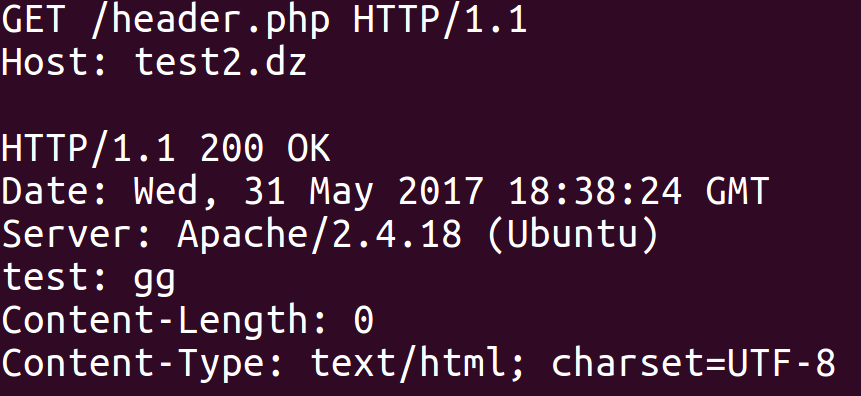 GET /header.php HTTP/1.1
Host: test2.dz
HTTP/1.1 200 OK
Date: Wed, 31 May 2017 18:38:24 GMT
Server: Apache/2.4.18 (Ubuntu)
test: gg
Content-Length: 0
Content-Type: text/html; charset=UTF-8